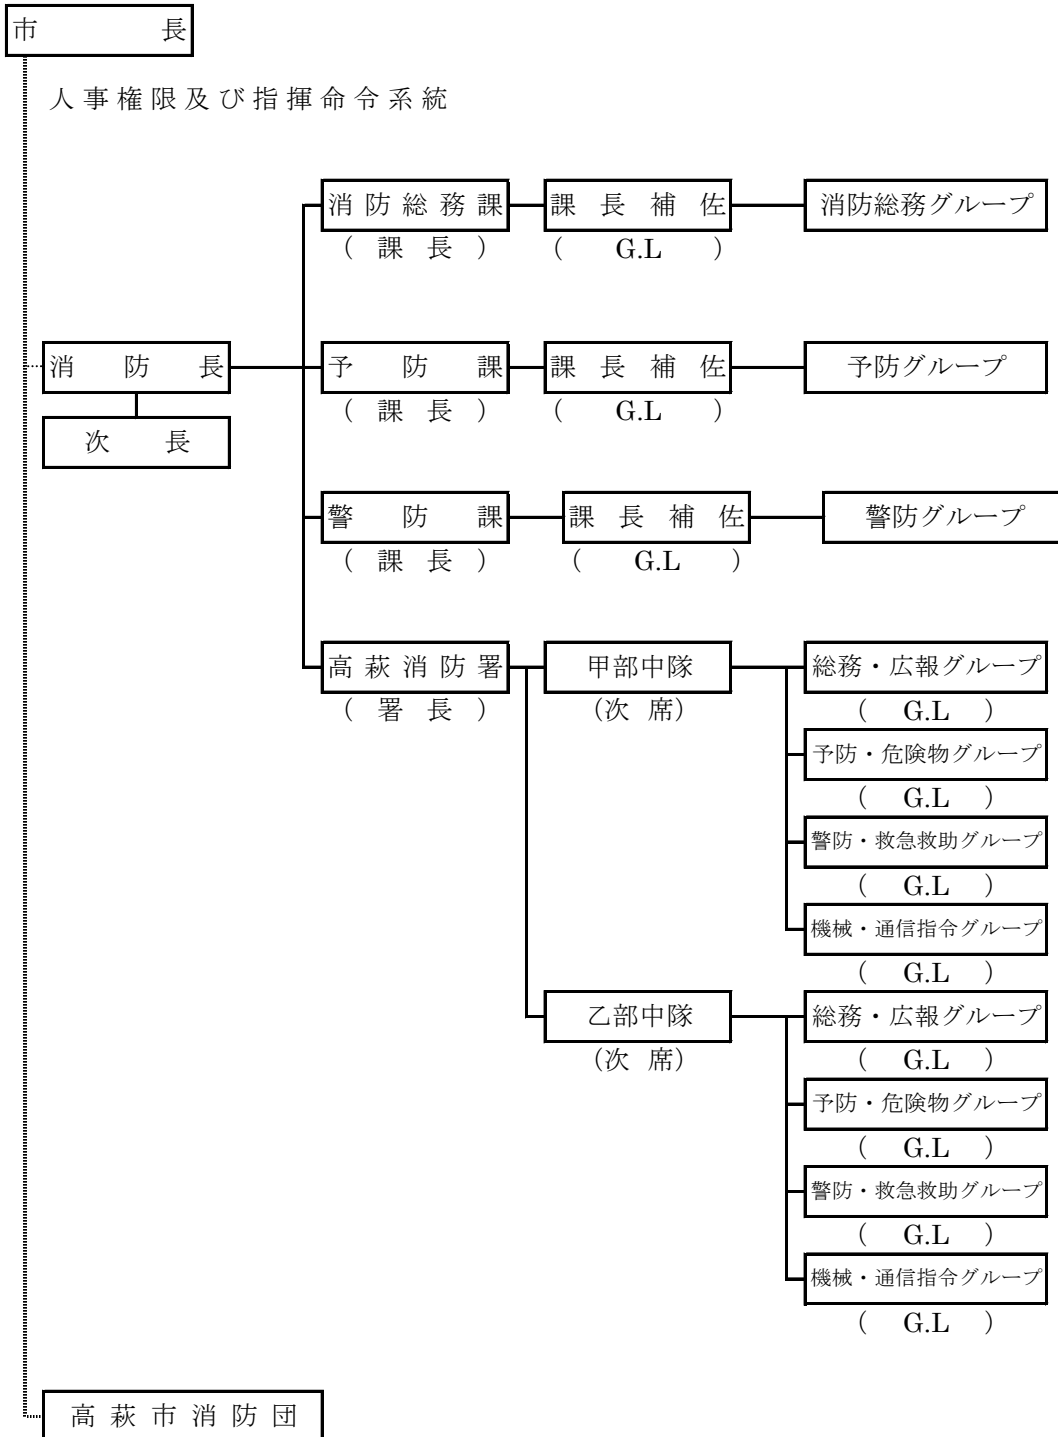 市長
人事権限及び指揮命令系統
消防総務課 課長補佐 消防総務グループ
(課長) (G.L)
消防長 予防課 課長補佐 予防グループ
(課長) (G.L)
次長
警防課 課長補佐 警防グループ
(課長) (G.L)
高萩消防署 甲部中隊 総務・広報グループ
(署長) (次席) (G.L)
予防・危険物グループ
(G.L)
警防・救急救助グループ
(G.L)
機械・通信指令グループ
(G.L)
乙部中隊 総務・広報グループ
(次席) (G.L)
予防・危険物グループ
(G.L)
警防・救急救助グループ
(G.L)
機械・通信指令グループ
(G.L)
高萩市消防団